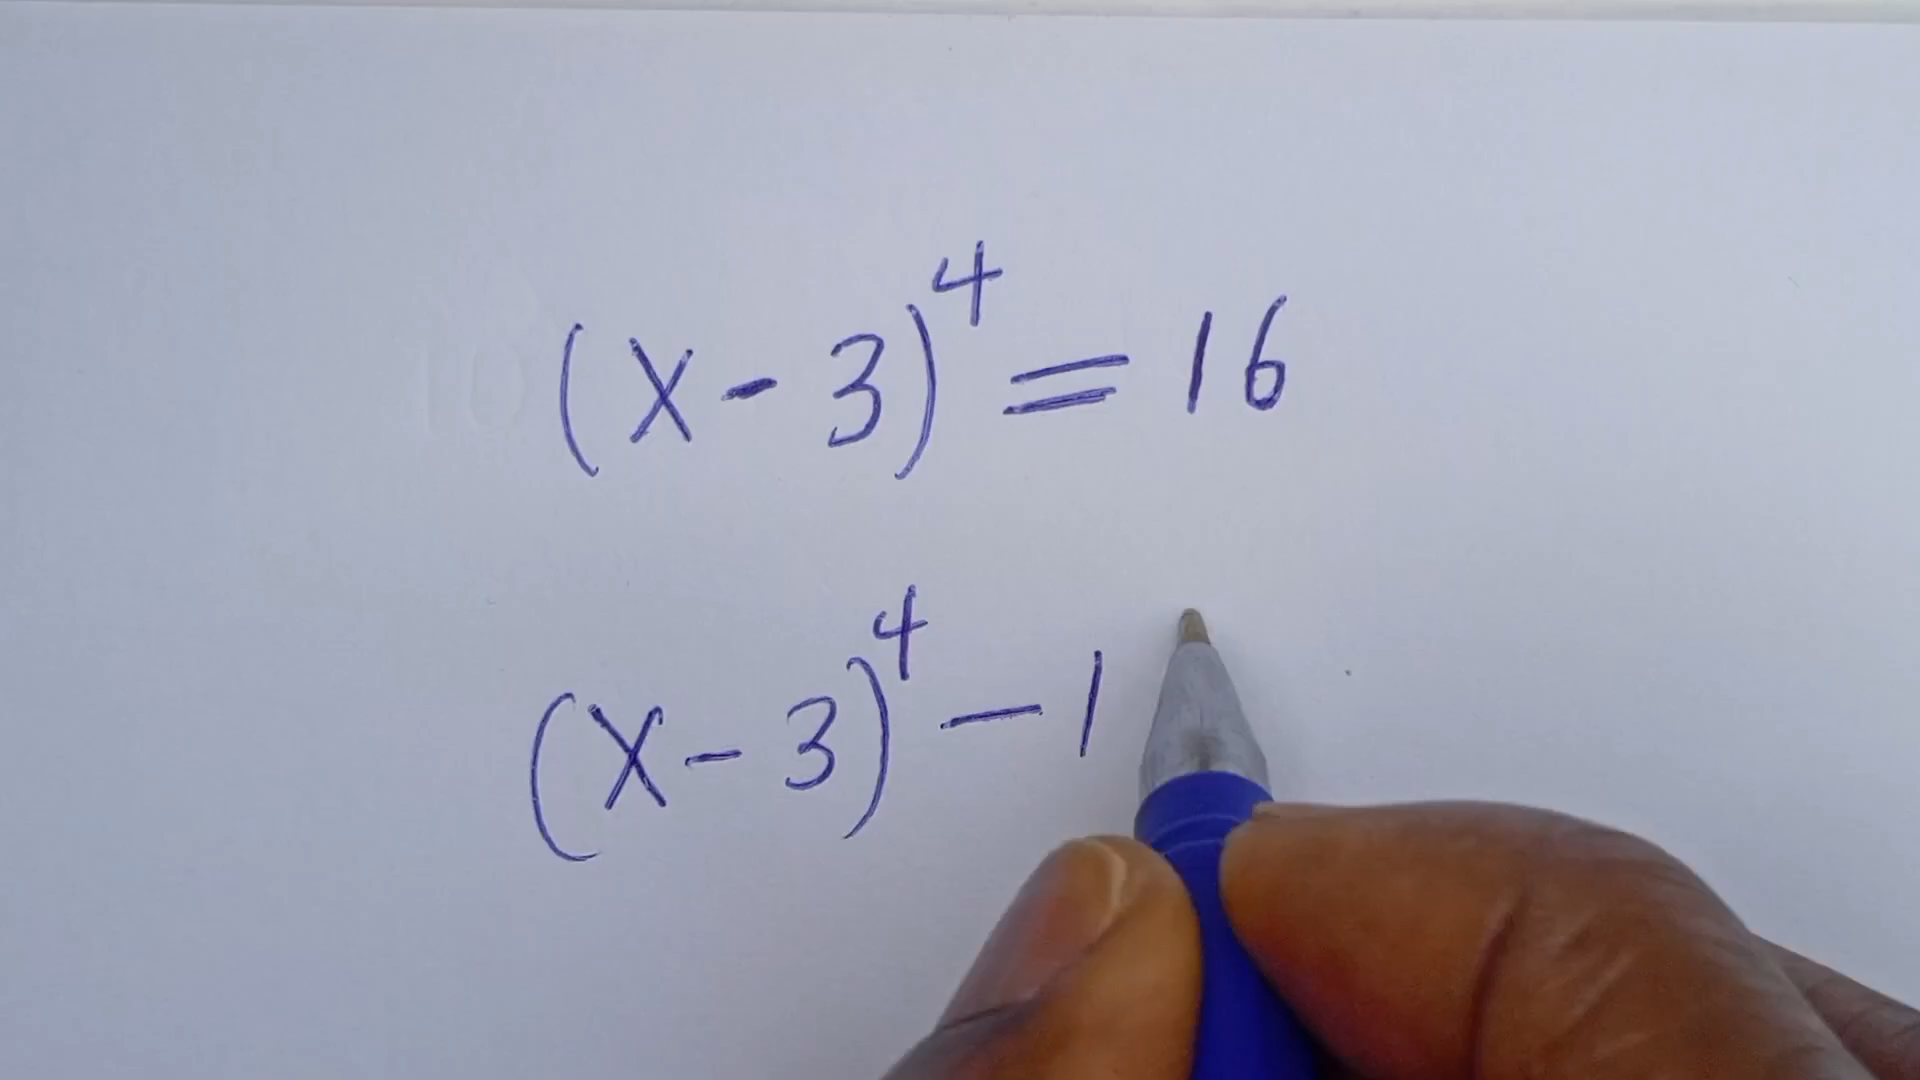 (x - 3)⁴ = 16
(x - 3)⁴ - 1